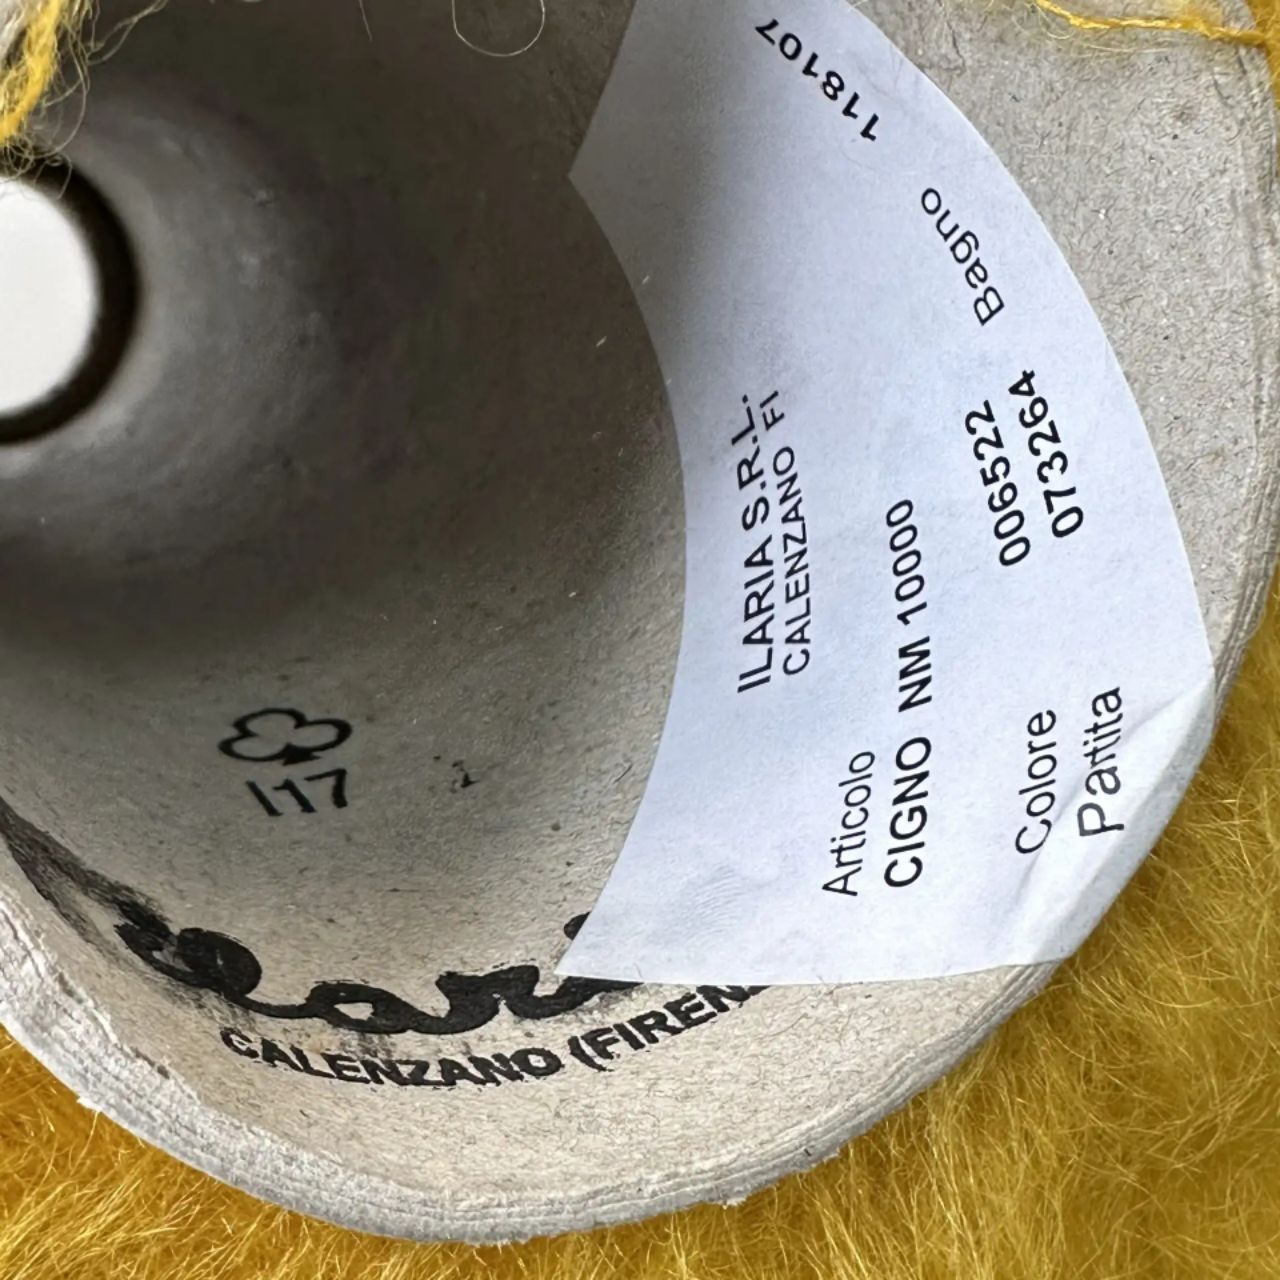 ILARIA S.R.L.
CALENZANO FI
Articolo
CIGNO NM 10000
Colore 006522 Bagno 118107
Partita 073264
117
CALENZANO (FIREN